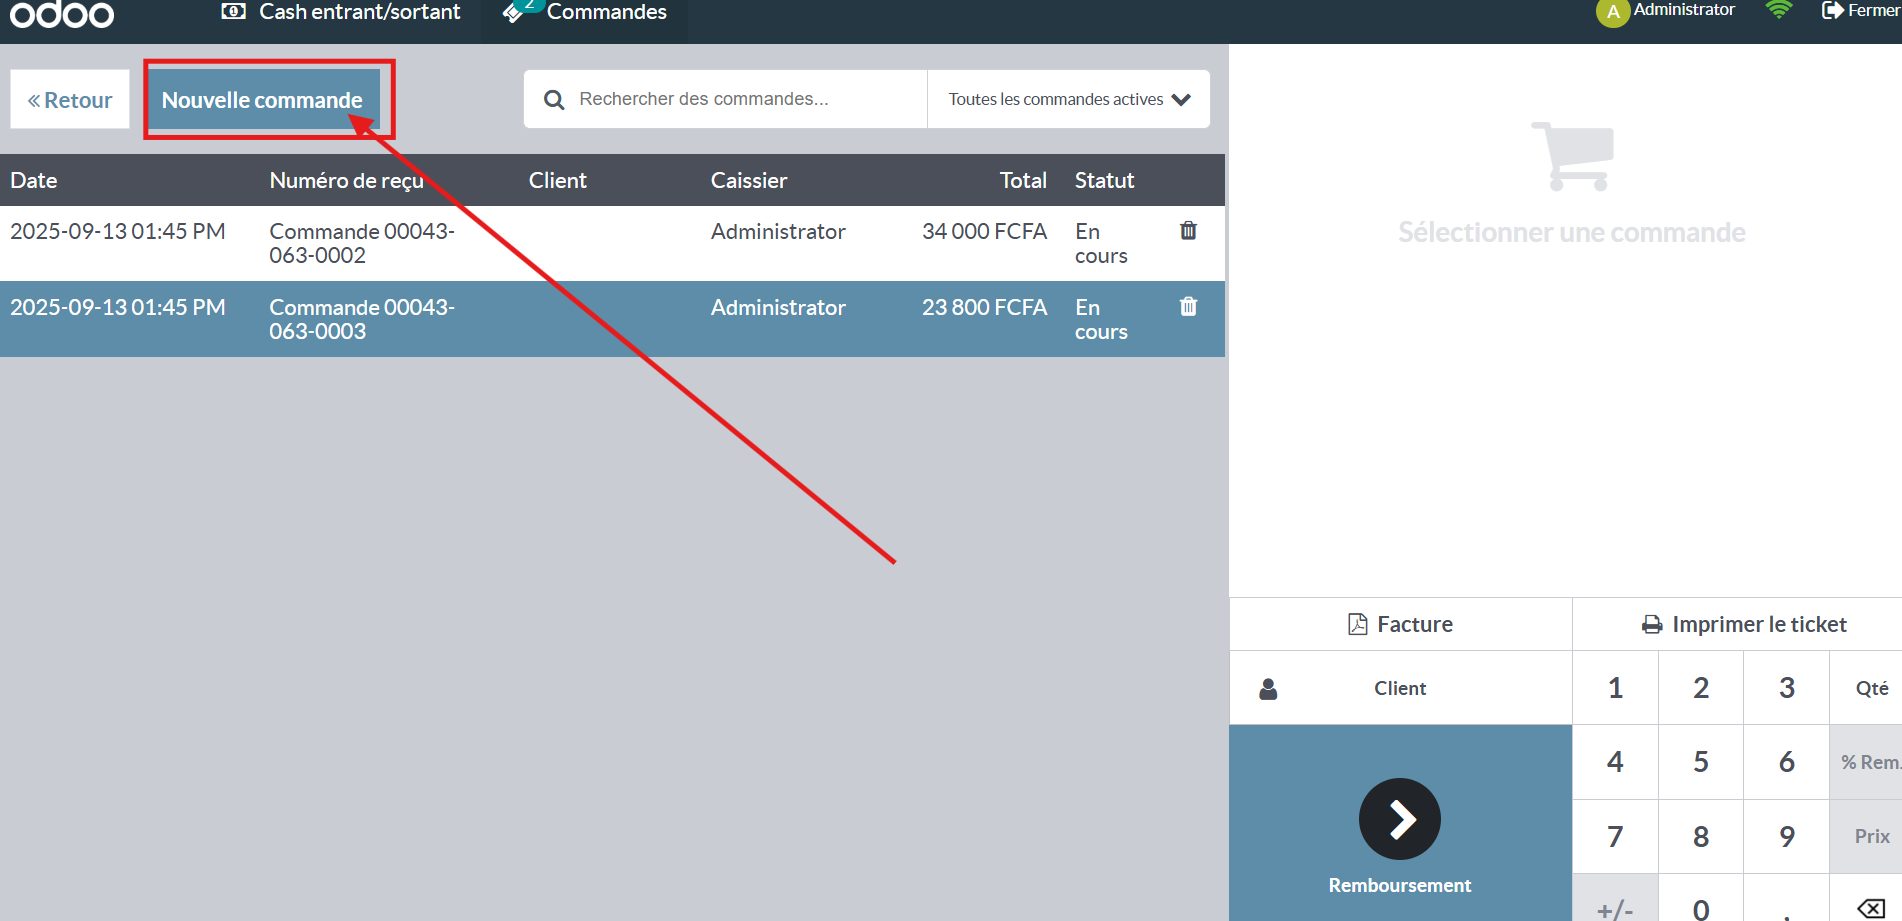 odoo
Cash entrant/sortant
2
Commandes
A
Administrator
Fermer
Retour
Nouvelle commande
Rechercher des commandes...
Toutes les commandes actives
Date
Numéro de reçu
Client
Caissier
Total
Statut
2025-09-13 01:45 PM
Commande 00043-
063-0002
Administrator
34 000 FCFA
En
cours
2025-09-13 01:45 PM
Commande 00043-
063-0003
Administrator
23 800 FCFA
En
cours
Sélectionner une commande
Facture
Imprimer le ticket
Client
1
2
3
Qté
4
5
6
% Rem.
7
8
9
Prix
Remboursement
+/-
0
,